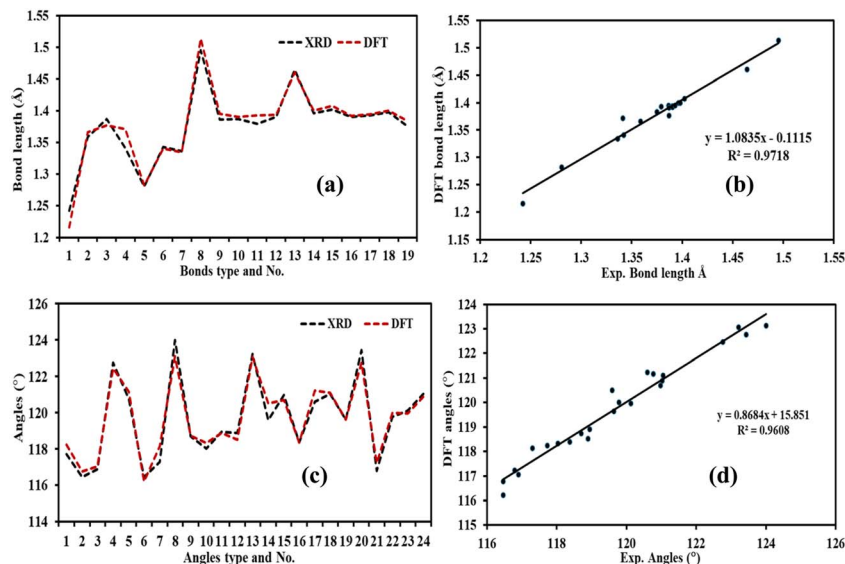 XRD DFT
1.55
1.5
1.45
1.4
1.35
1.3
1.25
1.2
Bond length (Å)
(a)
1 2 3 4 5 6 7 8 9 10 11 12 13 14 15 16 17 18 19
Bonds type and No.
1.55
1.5
1.45
1.4
1.35
1.3
1.25
1.2
1.15
DFT bond length (Å)
y = 1.0835x - 0.1115
R² = 0.9718
(b)
1.2 1.25 1.3 1.35 1.4 1.45 1.5 1.55
Exp. Bond length Å
XRD DFT
126
124
122
120
118
116
114
Angles (°)
(c)
1 2 3 4 5 6 7 8 9 10 11 12 13 14 15 16 17 18 19 20 21 22 23 24
Angles type and No.
124
123
122
121
120
119
118
117
116
115
DFT angles (°)
y = 0.8684x + 15.851
R² = 0.9608
(d)
116 118 120 122 124 126
Exp. Angles (°)